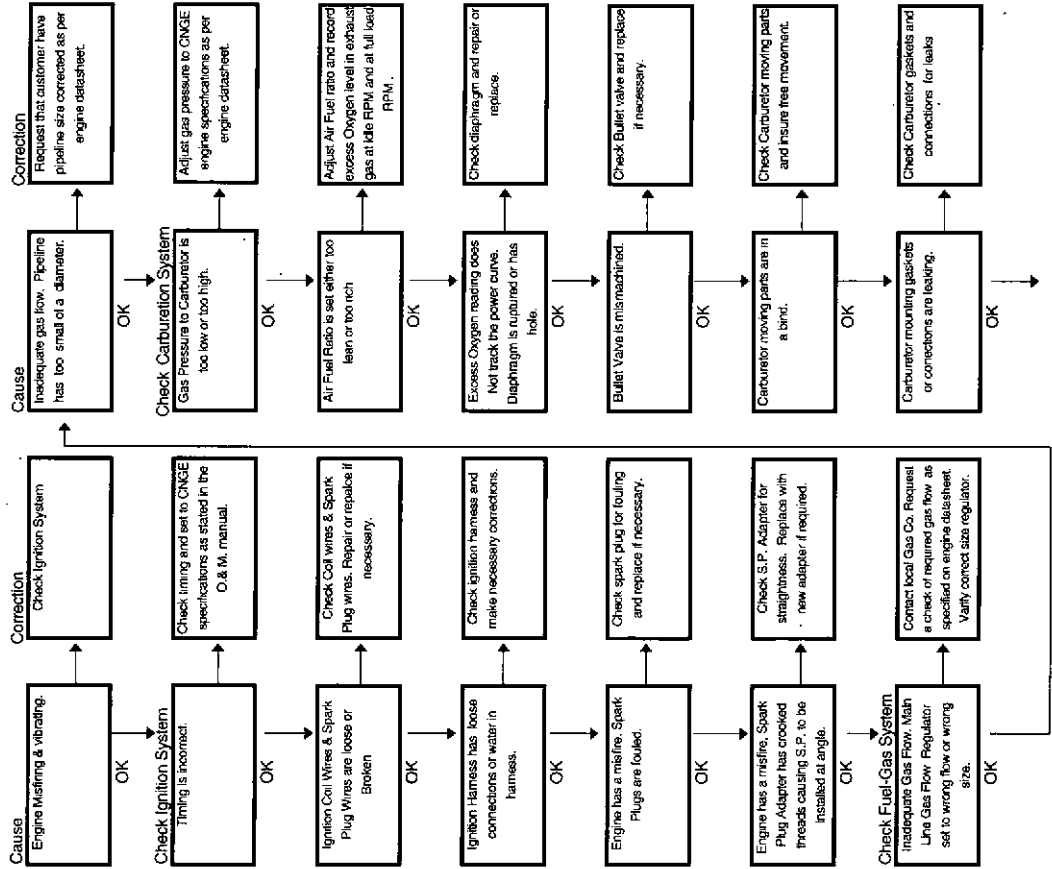 Cause
Correction
Engine Misfiring & vibrating.
Check Ignition System
OK
Check Ignition System
Timing is incorrect.
Check timing and set to CNGE
specifications as stated in the
O.& M. manual.
OK
Ignition Coil Wires & Spark
Plug Wires are loose or
Broken
Check Coil wires & Spark
Plug wires. Repair or repalce if
necessary.
OK
Ignition Harness has loose
connections or water in
harness.
Check ignition harness and
make necessary corrections.
OK
Engine has a misfire. Spark
Plugs are fouled.
Check spark plug for fouling
and replace if necessary.
OK
Engine has a misfire, Spark
Plug Adapter has crooked
threads causing S.P. to be
installed at angle.
Check S.P. Adapter for
straightness. Replace with
new adapter if required.
OK
Check Fuel-Gas System
Inadequate Gas Flow. Main
Line Gas Flow Regulator
set to wrong flow or wrong
size.
Contact local Gas Co. Request
a check of required gas flow as
specified on engine datasheet.
Varify correct size regulator.
OK
Cause
Correction
Inadequate gas flow. Pipeline
has too small of a diameter.
Request that customer have
pipeline size corrected as per
engine datasheet.
OK
Check Carburetion System
Gas Pressure to Carburetor is
too low or too high.
Adjust gas pressure to CNGE
engine specifications as per
engine datasheet.
OK
Air Fuel Ratio is set either too
lean or too rich
Adjust Air Fuel ratio and record
excess Oxygen level in exhaust
gas at idle RPM and at full load
RPM.
OK
Excess Oxygen reading does
Not track the power curve.
Diaphragm is ruptured or has
hole.
Check diaphragm and repair or
replace.
OK
Bullet Valve is mismachined.
Check Bullet valve and replace
if necessary.
OK
Carburetor moving parts are in
a bind.
Check Carburetor moving parts
and insure free movement.
OK
Carburetor mounting gaskets
or conections are leaking.
Check Carburetor gaskets and
connections for leaks
OK